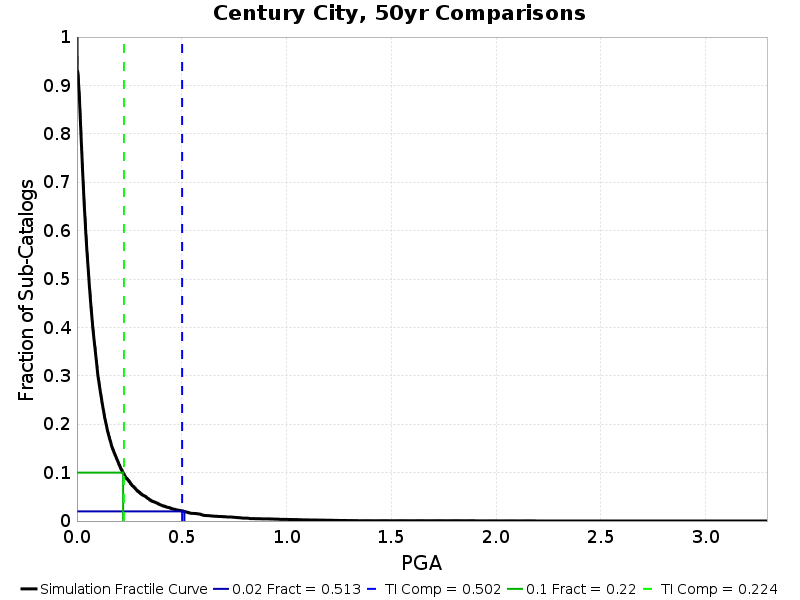 Century City, 50yr Comparisons
Fraction of Sub-Catalogs
1
0.9
0.8
0.7
0.6
0.5
0.4
0.3
0.2
0.1
0
0.0 0.5 1.0 1.5 2.0 2.5 3.0
PGA
Simulation Fractile Curve 0.02 Fract = 0.513 TI Comp = 0.502 0.1 Fract = 0.22 TI Comp = 0.224